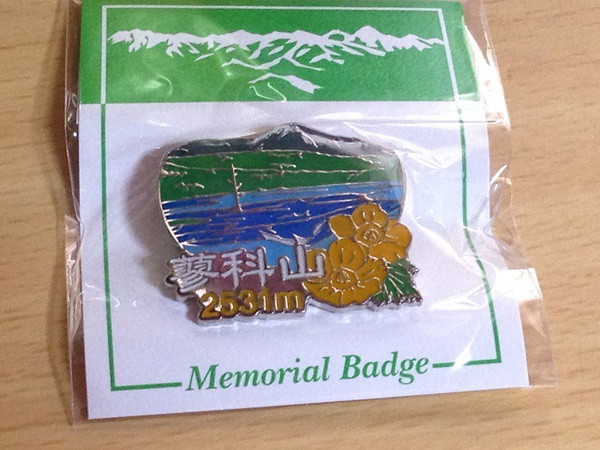 蓼科山
2531m
Memorial Badge